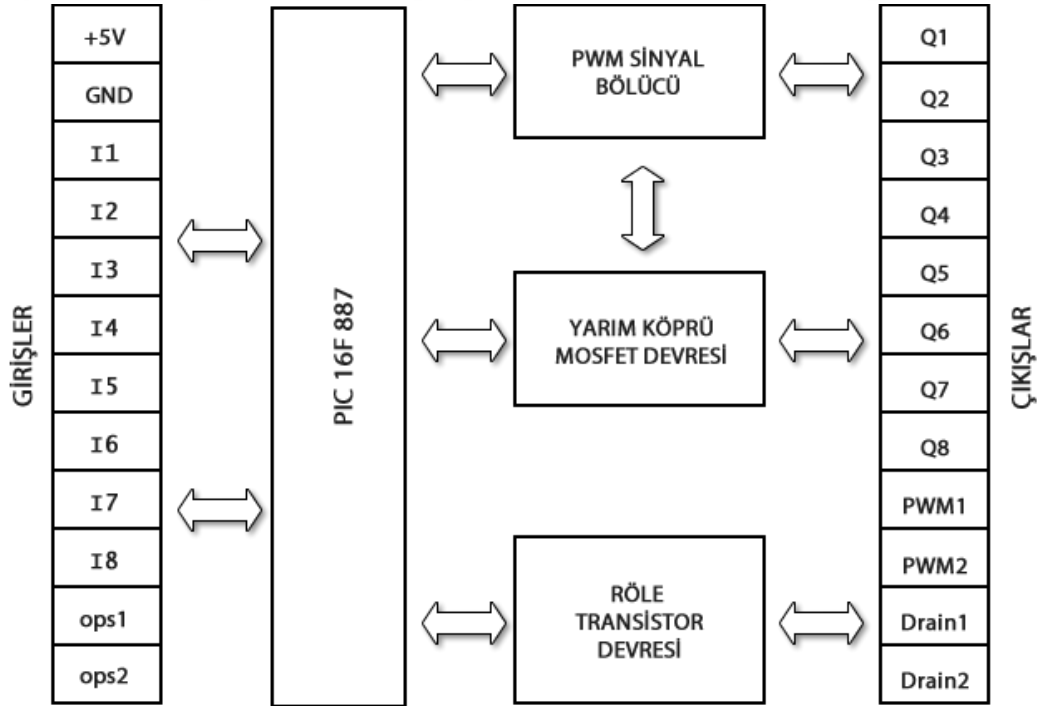 GİRİŞLER
+5V
GND
I1
I2
I3
I4
I5
I6
I7
I8
ops1
ops2
PIC 16F 887
PWM SİNYAL
BÖLÜCÜ
YARIM KÖPRÜ
MOSFET DEVRESİ
RÖLE
TRANSİSTOR
DEVRESİ
Q1
Q2
Q3
Q4
Q5
Q6
Q7
Q8
PWM1
PWM2
Drain1
Drain2
ÇIKIŞLAR